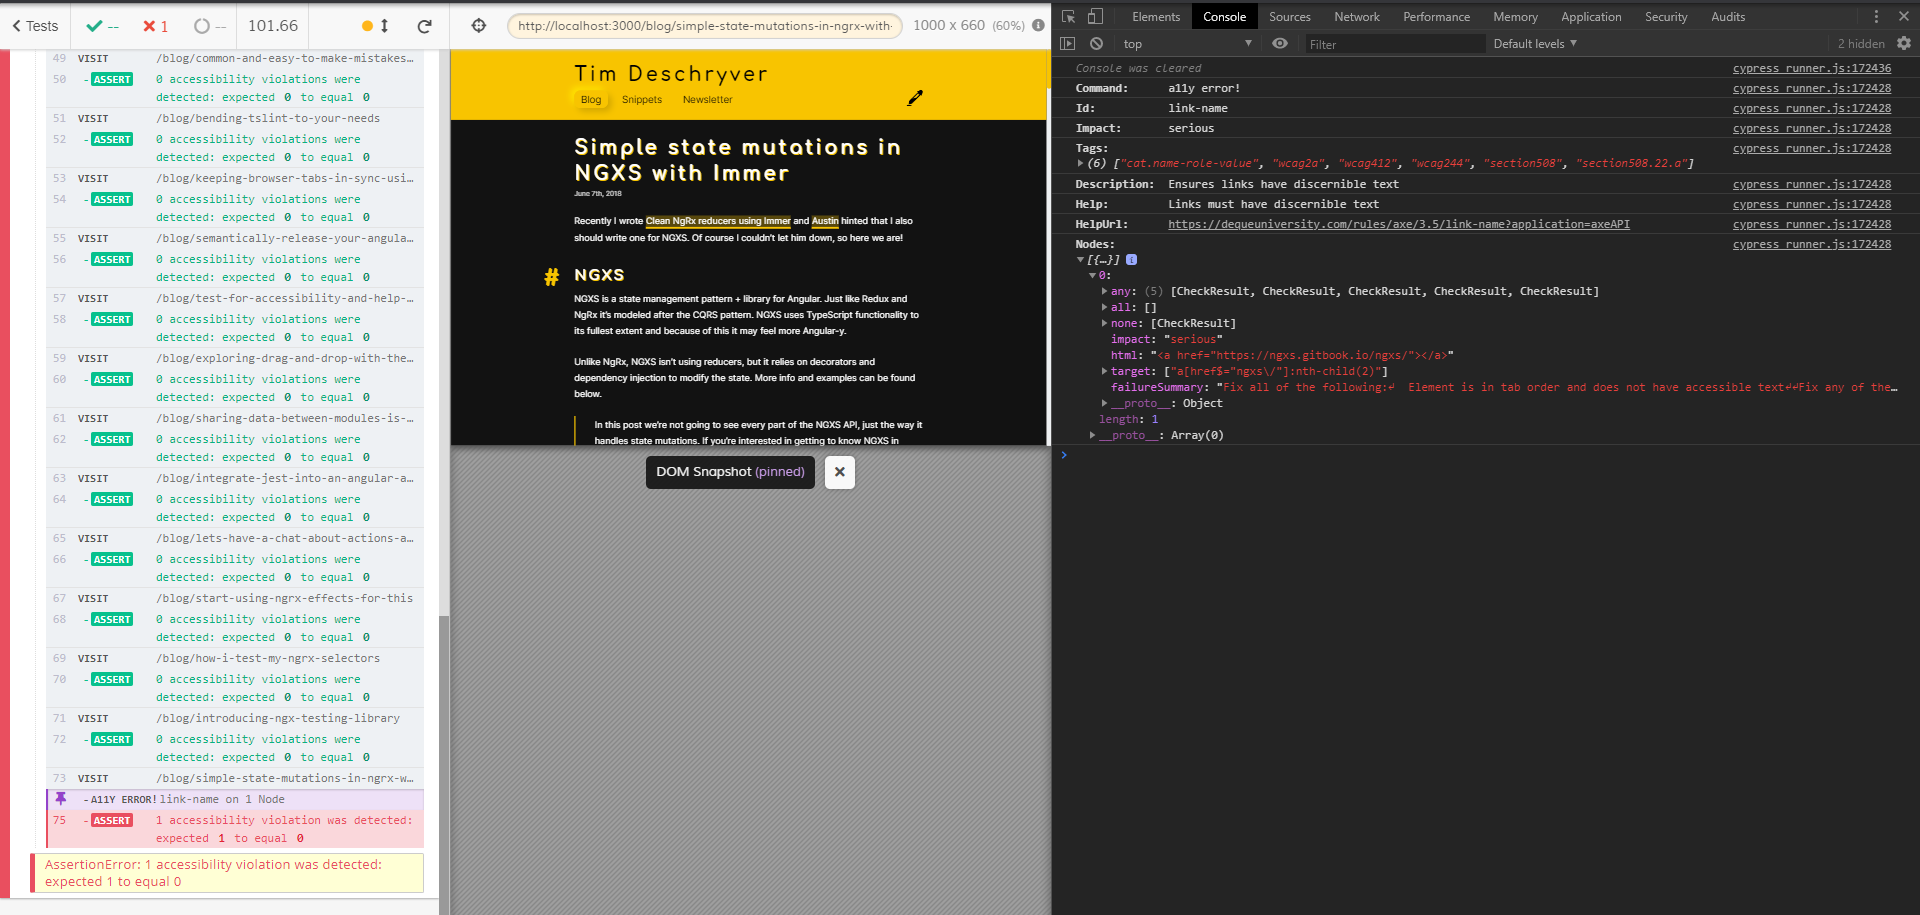 Tests
--
1
--
101.66
49 VISIT /blog/common-and-easy-to-make-mistakes…
50 -ASSERT 0 accessibility violations were
detected: expected 0 to equal 0
51 VISIT /blog/bending-tslint-to-your-needs
52 -ASSERT 0 accessibility violations were
detected: expected 0 to equal 0
53 VISIT /blog/keeping-browser-tabs-in-sync-usi…
54 -ASSERT 0 accessibility violations were
detected: expected 0 to equal 0
55 VISIT /blog/semantically-release-your-angula…
56 -ASSERT 0 accessibility violations were
detected: expected 0 to equal 0
57 VISIT /blog/test-for-accessibility-and-help-…
58 -ASSERT 0 accessibility violations were
detected: expected 0 to equal 0
59 VISIT /blog/exploring-drag-and-drop-with-the…
60 -ASSERT 0 accessibility violations were
detected: expected 0 to equal 0
61 VISIT /blog/sharing-data-between-modules-is-…
62 -ASSERT 0 accessibility violations were
detected: expected 0 to equal 0
63 VISIT /blog/integrate-jest-into-an-angular-a…
64 -ASSERT 0 accessibility violations were
detected: expected 0 to equal 0
65 VISIT /blog/lets-have-a-chat-about-actions-a…
66 -ASSERT 0 accessibility violations were
detected: expected 0 to equal 0
67 VISIT /blog/start-using-ngrx-effects-for-this
68 -ASSERT 0 accessibility violations were
detected: expected 0 to equal 0
69 VISIT /blog/how-i-test-my-ngrx-selectors
70 -ASSERT 0 accessibility violations were
detected: expected 0 to equal 0
71 VISIT /blog/introducing-ngx-testing-library
72 -ASSERT 0 accessibility violations were
detected: expected 0 to equal 0
73 VISIT /blog/simple-state-mutations-in-ngrx-w…
-A11Y ERROR! link-name on 1 Node
75 -ASSERT 1 accessibility violation was detected:
expected 1 to equal 0
AssertionError: 1 accessibility violation was detected:
expected 1 to equal 0
http://localhost:3000/blog/simple-state-mutations-in-ngrx-with-
1000 x 660 (60%)
Tim Deschryver
Blog Snippets Newsletter
Simple state mutations in
NGXS with Immer
June 7th, 2018
Recently I wrote Clean NgRx reducers using Immer and Austin hinted that I also
should write one for NGXS. Of course I couldn't let him down, so here we are!
# NGXS
NGXS is a state management pattern + library for Angular. Just like Redux and
NgRx it's modeled after the CQRS pattern. NGXS uses TypeScript functionality to
its fullest extent and because of this it may feel more Angular-y.
Unlike NgRx, NGXS isn't using reducers, but it relies on decorators and
dependency injection to modify the state. More info and examples can be found
below.
In this post we're not going to see every part of the NGXS API, just the way it
handles state mutations. If you're interested in getting to know NGXS in
DOM Snapshot (pinned)
Elements Console Sources Network Performance Memory Application Security Audits
top Filter Default levels 2 hidden
Console was cleared cypress runner.js:172436
Command: a11y error! cypress runner.js:172428
Id: link-name cypress runner.js:172428
Impact: serious cypress runner.js:172428
Tags: cypress runner.js:172428
(6) ["cat.name-role-value", "wcag2a", "wcag412", "wcag244", "section508", "section508.22.a"]
Description: Ensures links have discernible text cypress runner.js:172428
Help: Links must have discernible text cypress runner.js:172428
HelpUrl: https://dequeuniversity.com/rules/axe/3.5/link-name?application=axeAPI cypress runner.js:172428
Nodes: cypress runner.js:172428
[{…}] i
0:
any: (5) [CheckResult, CheckResult, CheckResult, CheckResult, CheckResult]
all: []
none: [CheckResult]
impact: "serious"
html: "<a href="https://ngxs.gitbook.io/ngxs/"></a>"
target: ["a[href$="ngxs\/"]:nth-child(2)"]
failureSummary: "Fix all of the following:↵  Element is in tab order and does not have accessible text↵↵Fix any of the…
__proto__: Object
length: 1
__proto__: Array(0)